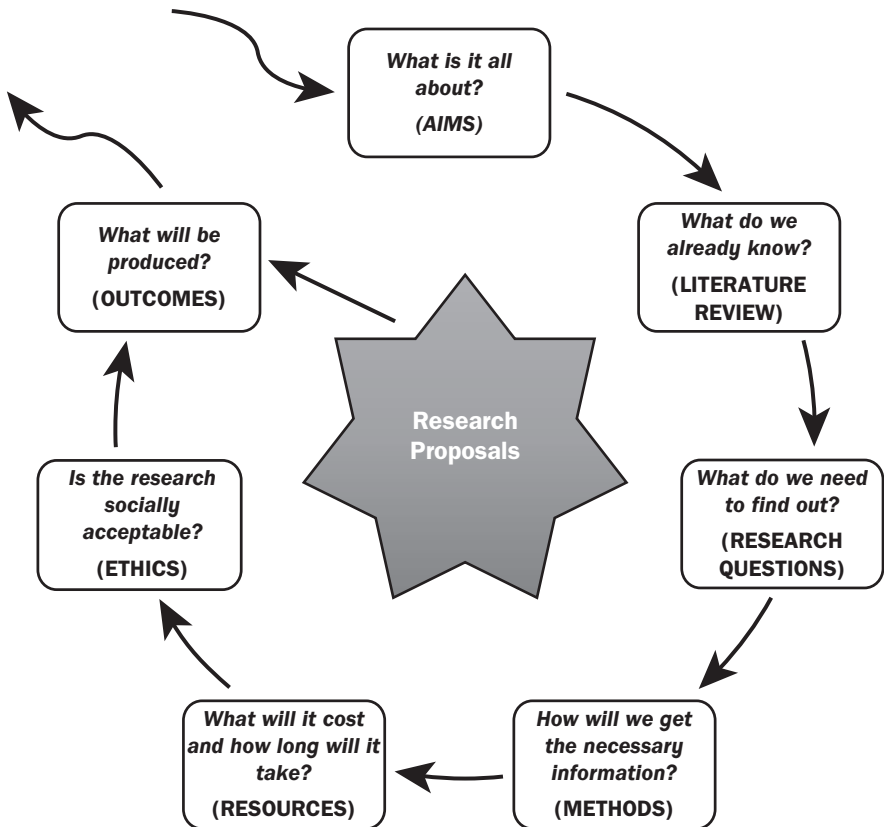 What is it all
about?
(AIMS)
What do we
already know?
(LITERATURE
REVIEW)
What do we need
to find out?
(RESEARCH
QUESTIONS)
How will we get
the necessary
information?
(METHODS)
What will it cost
and how long will it
take?
(RESOURCES)
Is the research
socially
acceptable?
(ETHICS)
What will be
produced?
(OUTCOMES)
Research
Proposals